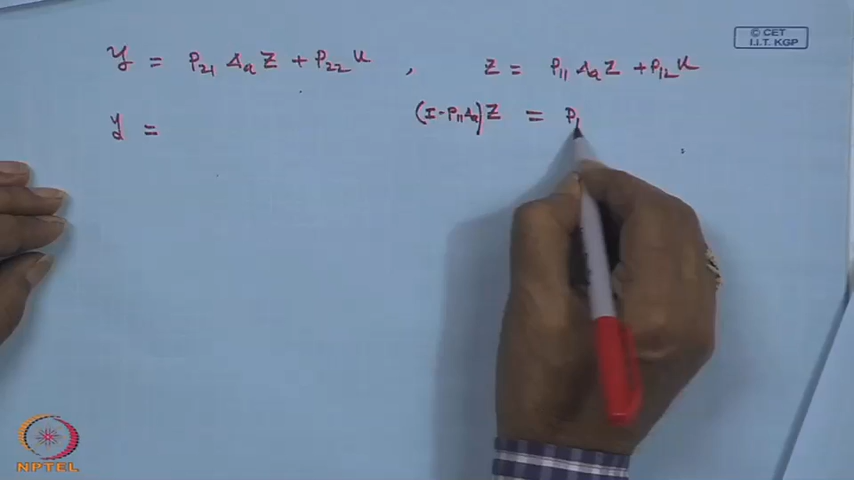 © CET
I.I.T. KGP
y = P₂₁ Δₐ Z + P₂₂ u , Z = P₁₁ Δₐ Z + P₁₂ u
y = (I - P₁₁ Δₐ) Z = P₁
NPTEL